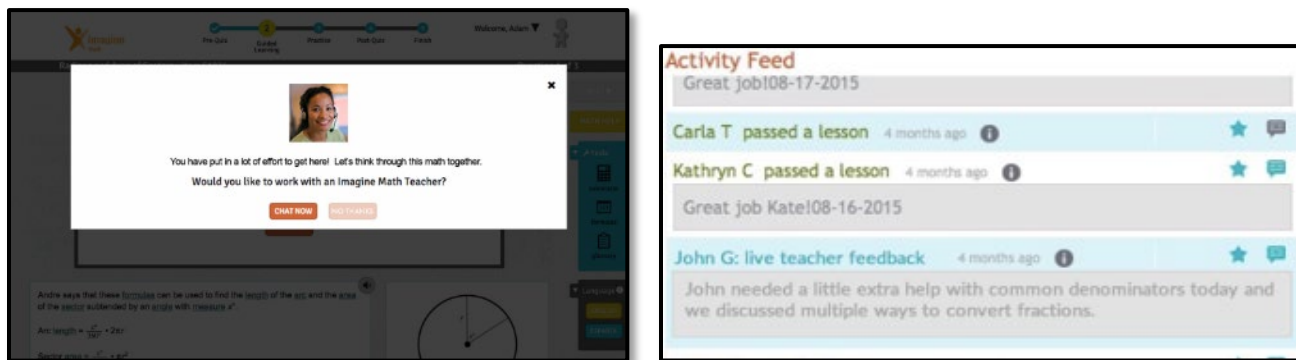 Imagine
Math
Pre Quiz
Guided
Learning
Practice
Post Quiz
Finish
Welcome, Adam
You have put in a lot of effort to get here! Let's think through this math together.
Would you like to work with an Imagine Math Teacher?
CHAT NOW
NO THANKS
Andre says that these formulas can be used to find the length of the arc and the area
of the sector subtended by an angle with measure x°.
Arc length =
Language
Activity Feed
Great job!08-17-2015
Carla T passed a lesson 4 months ago
Kathryn C passed a lesson 4 months ago
Great job Kate!08-16-2015
John G: live teacher feedback 4 months ago
John needed a little extra help with common denominators today and
we discussed multiple ways to convert fractions.